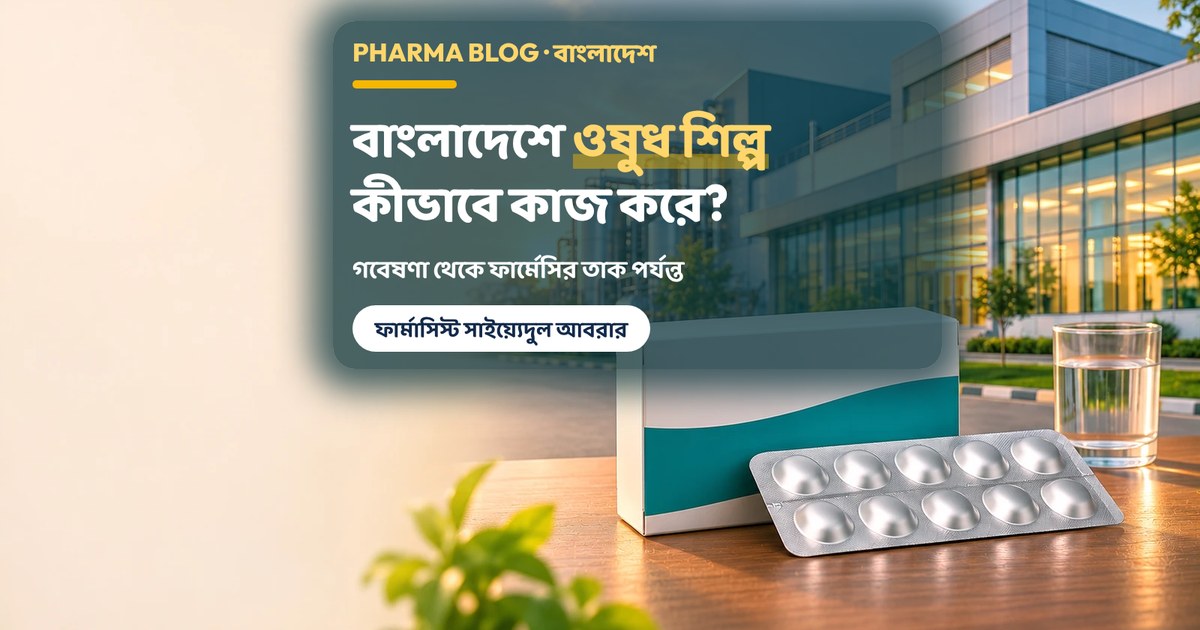 PHARMA BLOG · বাংলাদেশ
বাংলাদেশে ওষুধ শিল্প
কীভাবে কাজ করে?
গবেষণা থেকে ফার্মেসির তাক পর্যন্ত
ফার্মাসিস্ট সাইয়্যেদুল আবরার